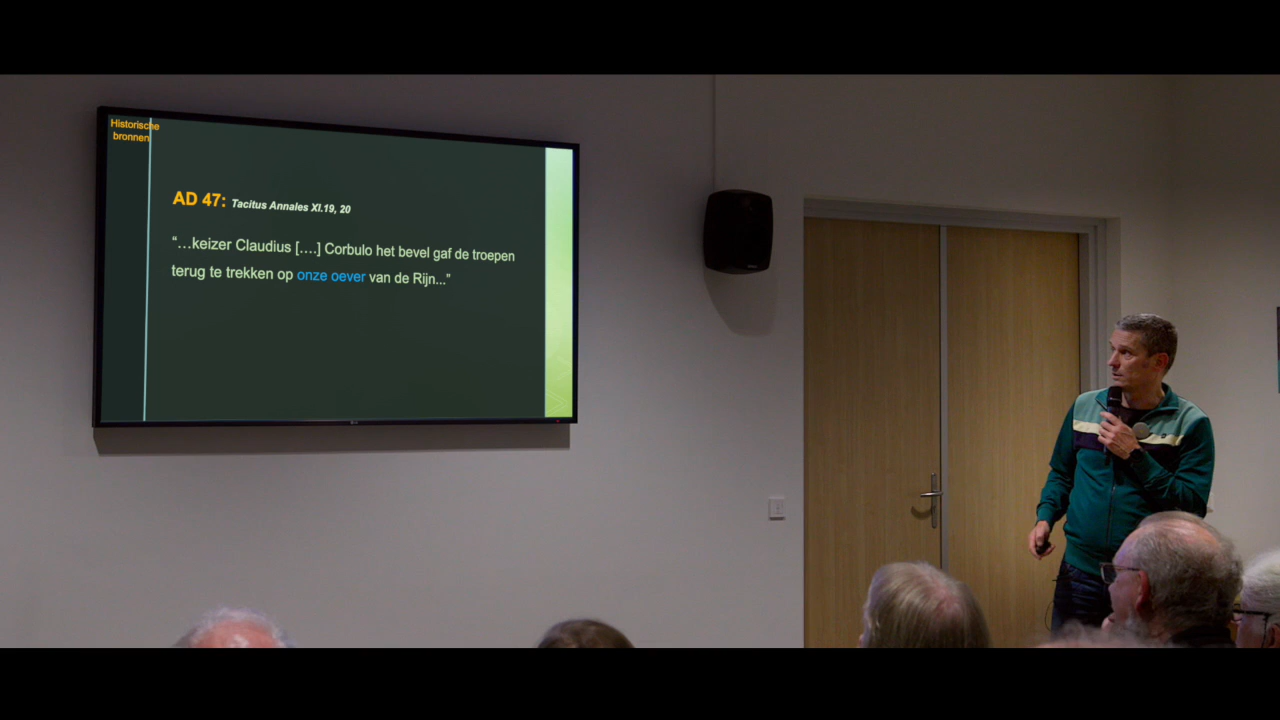 Historische
bronnen
AD 47: Tacitus Annales XI.19, 20
“…keizer Claudius [….] Corbulo het bevel gaf de troepen
terug te trekken op onze oever van de Rijn...”